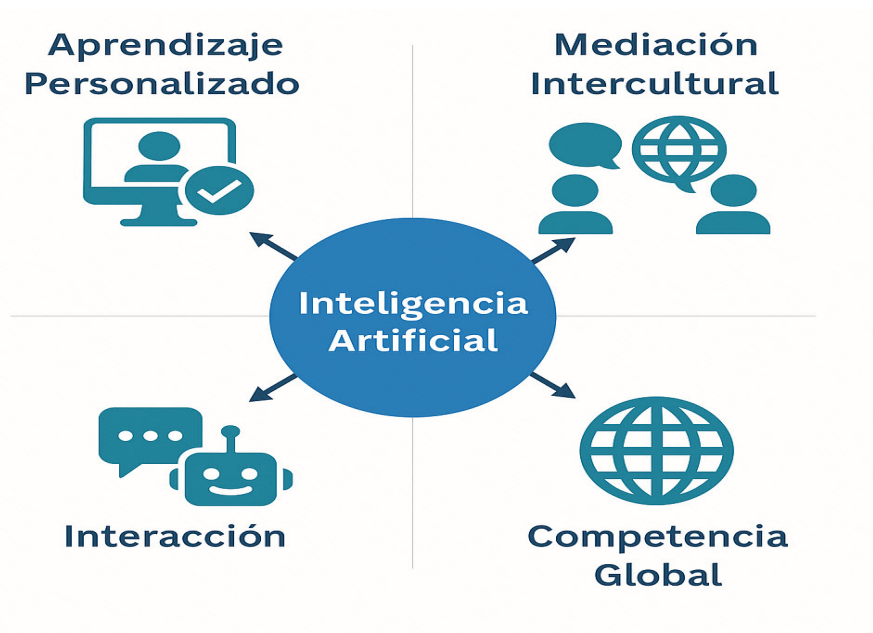 Aprendizaje
Personalizado
Mediación
Intercultural
Inteligencia
Artificial
Interacción
Competencia
Global